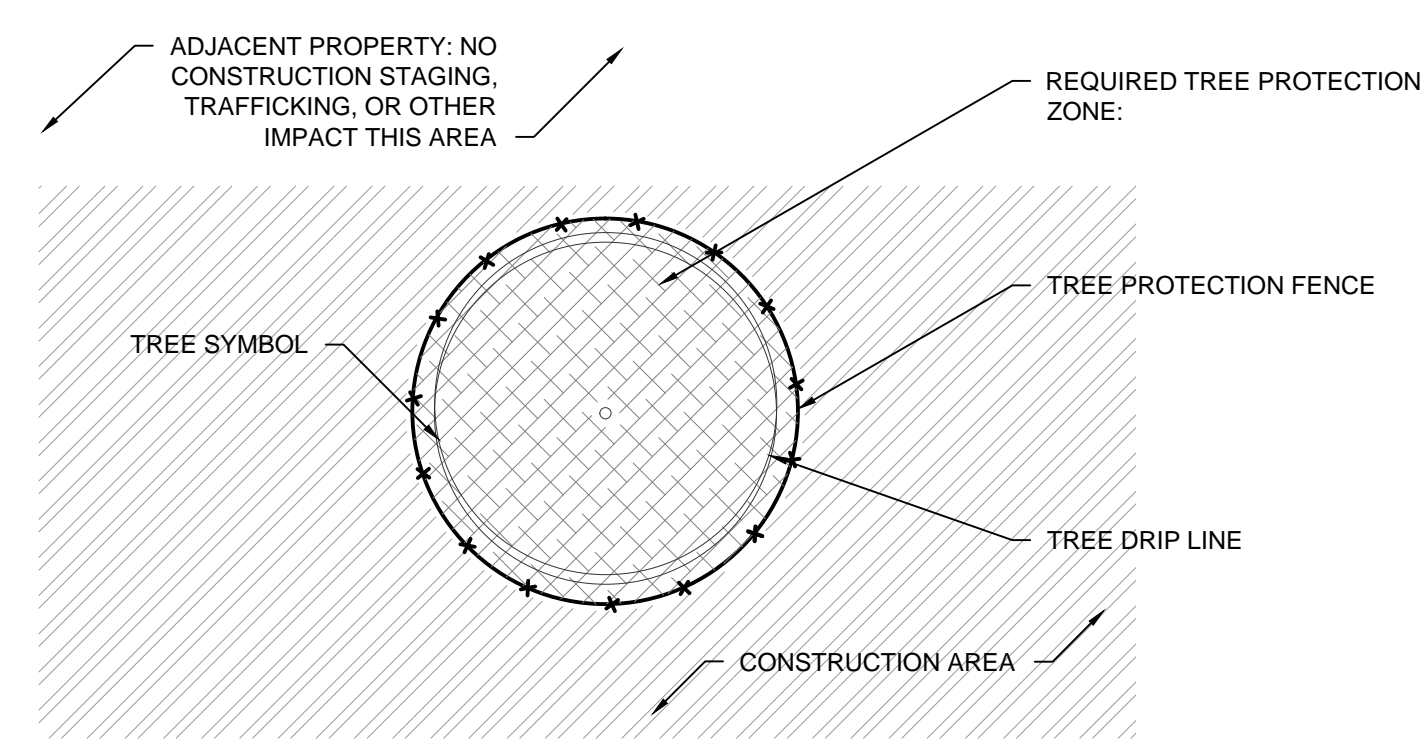 ADJACENT PROPERTY: NO
CONSTRUCTION STAGING,
TRAFFICKING, OR OTHER
IMPACT THIS AREA
REQUIRED TREE PROTECTION
ZONE:
TREE PROTECTION FENCE
TREE SYMBOL
TREE DRIP LINE
CONSTRUCTION AREA